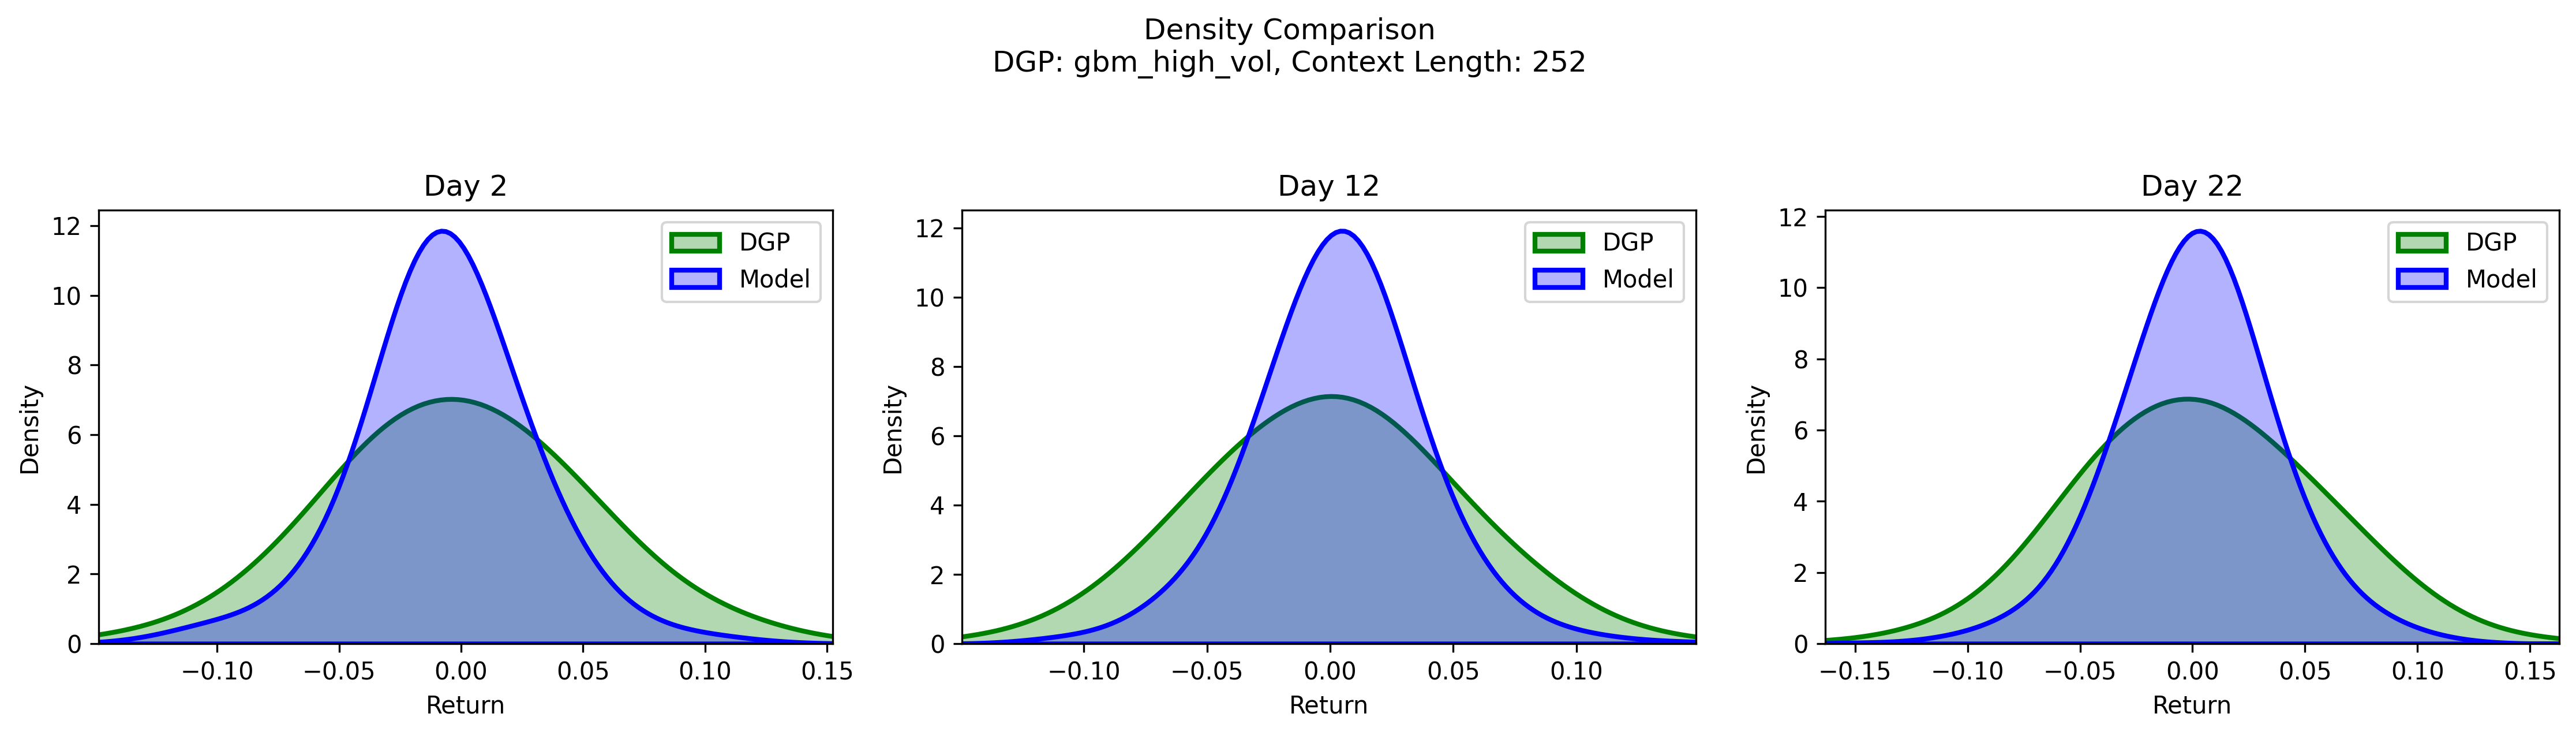 Density Comparison
DGP: gbm_high_vol, Context Length: 252
Day 2
12
10
8
6
4
2
0
Density
−0.10
−0.05
0.00
0.05
0.10
0.15
Return
DGP
Model
Day 12
12
10
8
6
4
2
0
Density
−0.10
−0.05
0.00
0.05
0.10
Return
DGP
Model
Day 22
12
10
8
6
4
2
0
Density
−0.15
−0.10
−0.05
0.00
0.05
0.10
0.15
Return
DGP
Model